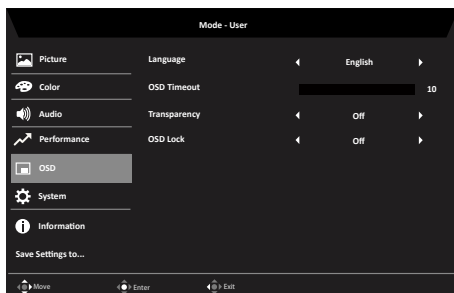 Mode - User
Picture
Language English
Color
OSD Timeout 10
Audio
Transparency Off
Performance
OSD Lock Off
OSD
System
Information
Save Settings to...
Move Enter Exit